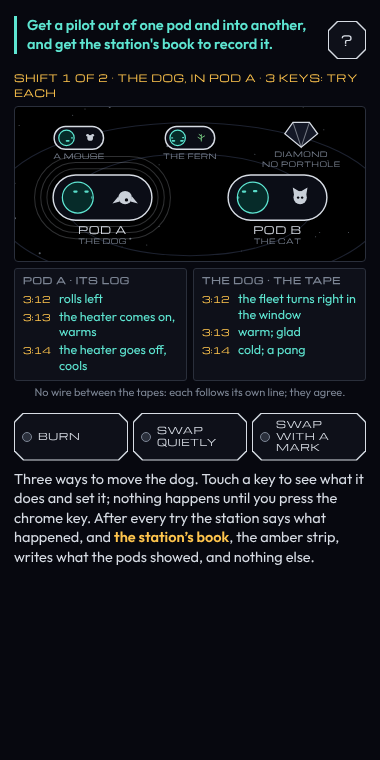 Get a pilot out of one pod and into another,
and get the station's book to record it.
?
SHIFT 1 OF 2 · THE DOG, IN POD A · 3 KEYS: TRY
EACH
A MOUSE
THE FERN
DIAMOND
NO PORTHOLE
POD A
THE DOG
POD B
THE CAT
POD A · ITS LOG
3:12 rolls left
3:13 the heater comes on,
warms
3:14 the heater goes off,
cools
THE DOG · THE TAPE
3:12 the fleet turns right in
the window
3:13 warm; glad
3:14 cold; a pang
No wire between the tapes: each follows its own line; they agree.
BURN
SWAP
QUIETLY
SWAP
WITH A
MARK
Three ways to move the dog. Touch a key to see what it
does and set it; nothing happens until you press the
chrome key. After every try the station says what
happened, and the station's book, the amber strip,
writes what the pods showed, and nothing else.